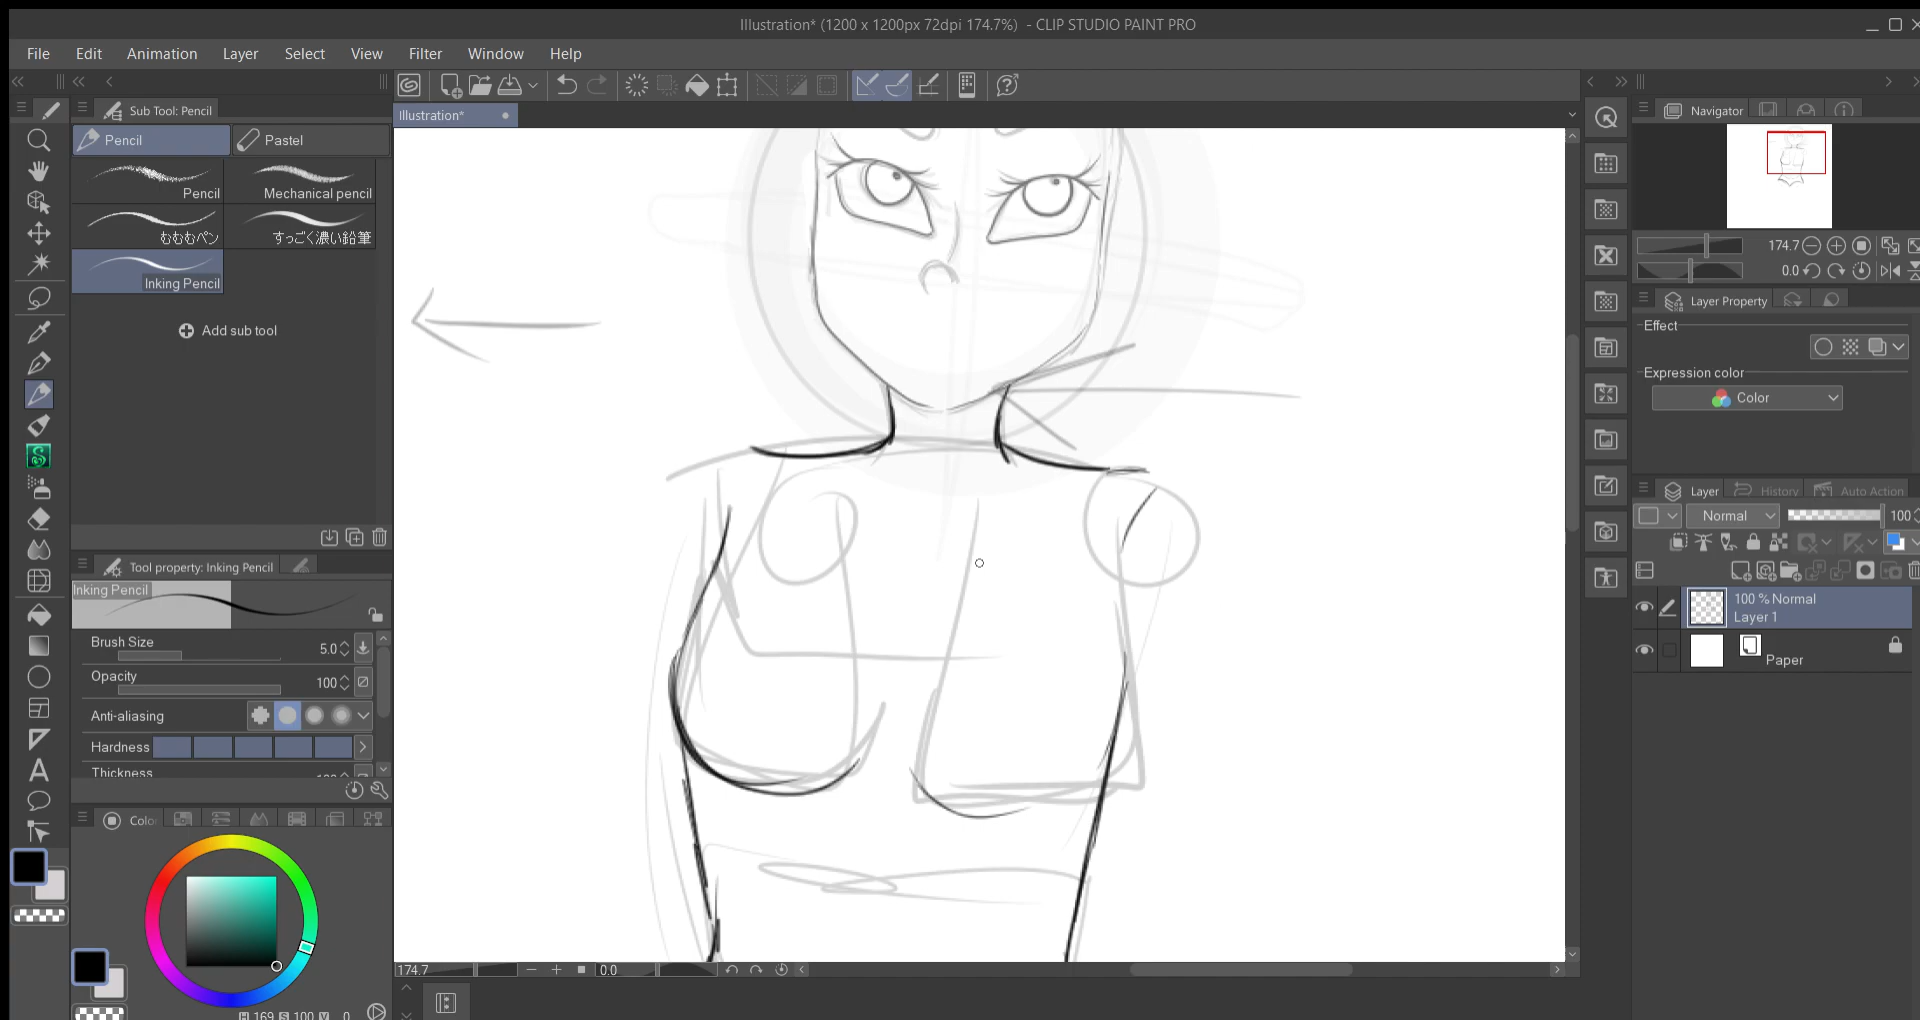 Illustration* (1200 x 1200px 72dpi 174.7%) - CLIP STUDIO PAINT PRO
File Edit Animation Layer Select View Filter Window Help
Sub Tool: Pencil
Illustration*
Navigator
Pencil Pastel
Pencil Mechanical pencil
むむむペン すっごく濃い鉛筆
Inking Pencil
Add sub tool
174.7
0.0
Layer Property
Effect
Expression color
Color
Layer History Auto Action
Normal 100
100 % Normal
Layer 1
Paper
Tool property: Inking Pencil
Inking Pencil
Brush Size 5.0
Opacity 100
Anti-aliasing
Hardness
Thickness
Color
A
174.7 0.0
H 169 S 100 V 0